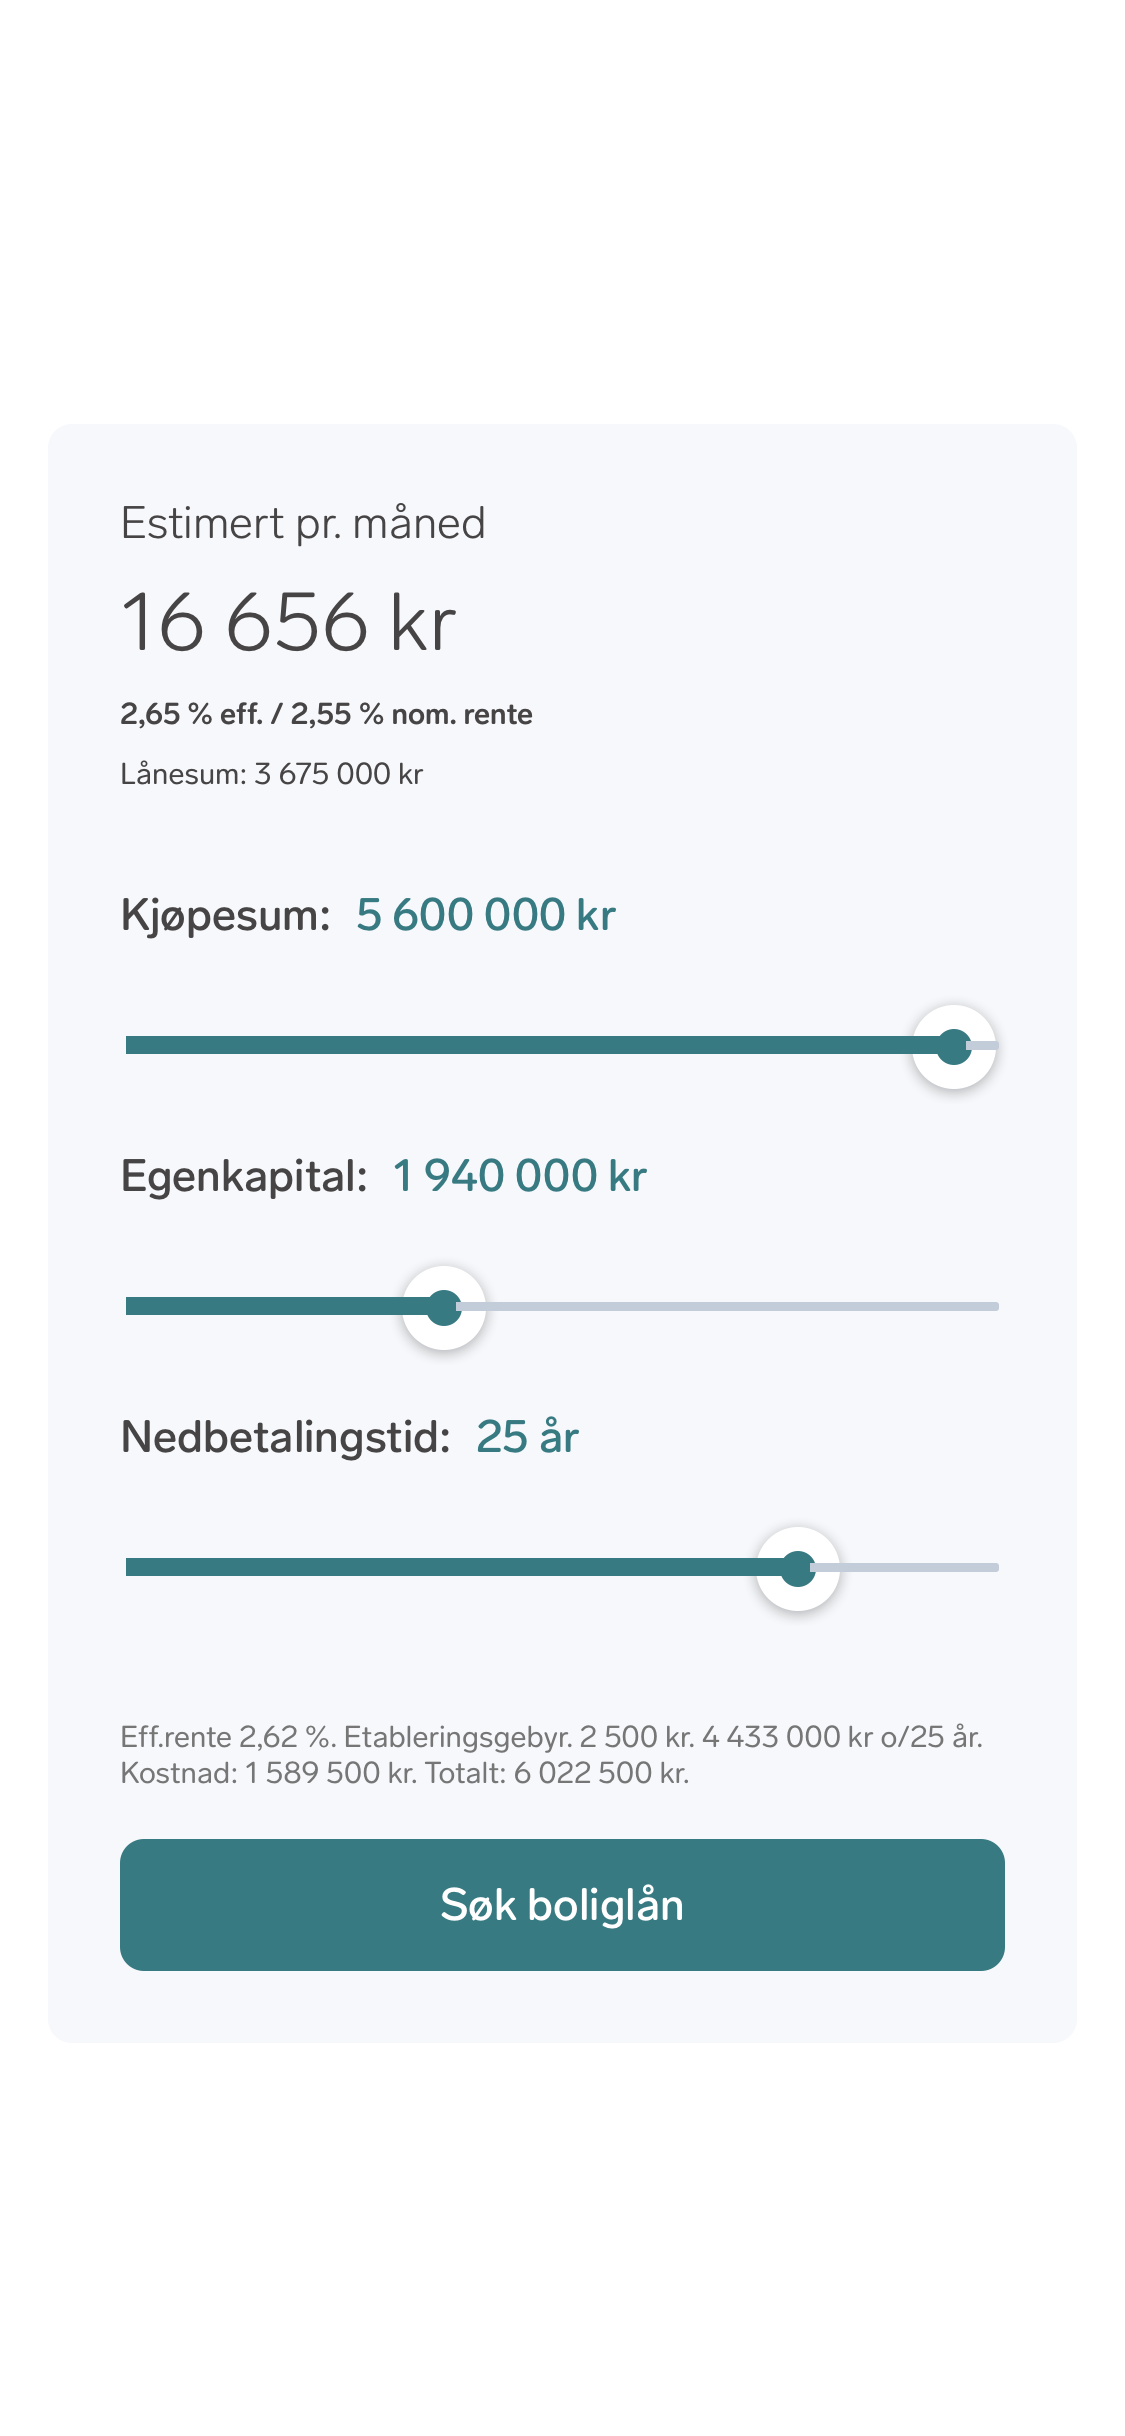 Estimert pr. måned
16 656 kr
2,65 % eff. / 2,55 % nom. rente
Lånesum: 3 675 000 kr
Kjøpesum: 5 600 000 kr
Egenkapital: 1 940 000 kr
Nedbetalingstid: 25 år
Eff.rente 2,62 %. Etableringsgebyr. 2 500 kr. 4 433 000 kr o/25 år.
Kostnad: 1 589 500 kr. Totalt: 6 022 500 kr.
Søk boliglån